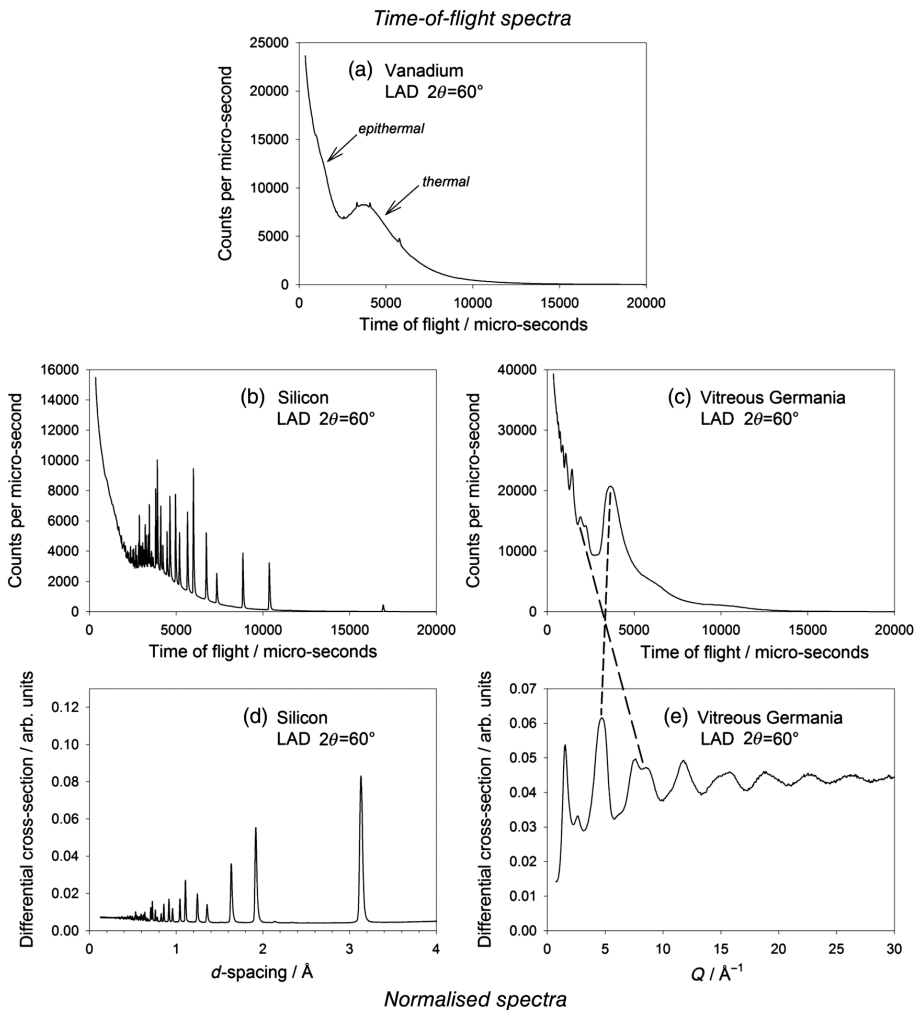 Time-of-flight spectra
25000
20000
15000
10000
5000
0
Counts per micro-second
(a) Vanadium
LAD 2θ=60°
epithermal
thermal
0 5000 10000 15000 20000
Time of flight / micro-seconds
16000
14000
12000
10000
8000
6000
4000
2000
0
Counts per micro-second
(b) Silicon
LAD 2θ=60°
0 5000 10000 15000 20000
Time of flight / micro-seconds
40000
30000
20000
10000
0
Counts per micro-second
(c) Vitreous Germania
LAD 2θ=60°
0 5000 10000 15000 20000
Time of flight / micro-seconds
0.12
0.10
0.08
0.06
0.04
0.02
0.00
Differential cross-section / arb. units
(d) Silicon
LAD 2θ=60°
0 1 2 3 4
d-spacing / Å
0.07
0.06
0.05
0.04
0.03
0.02
0.01
0.00
Differential cross-section / arb. units
(e) Vitreous Germania
LAD 2θ=60°
0 5 10 15 20 25 30
Q / Å⁻¹
Normalised spectra